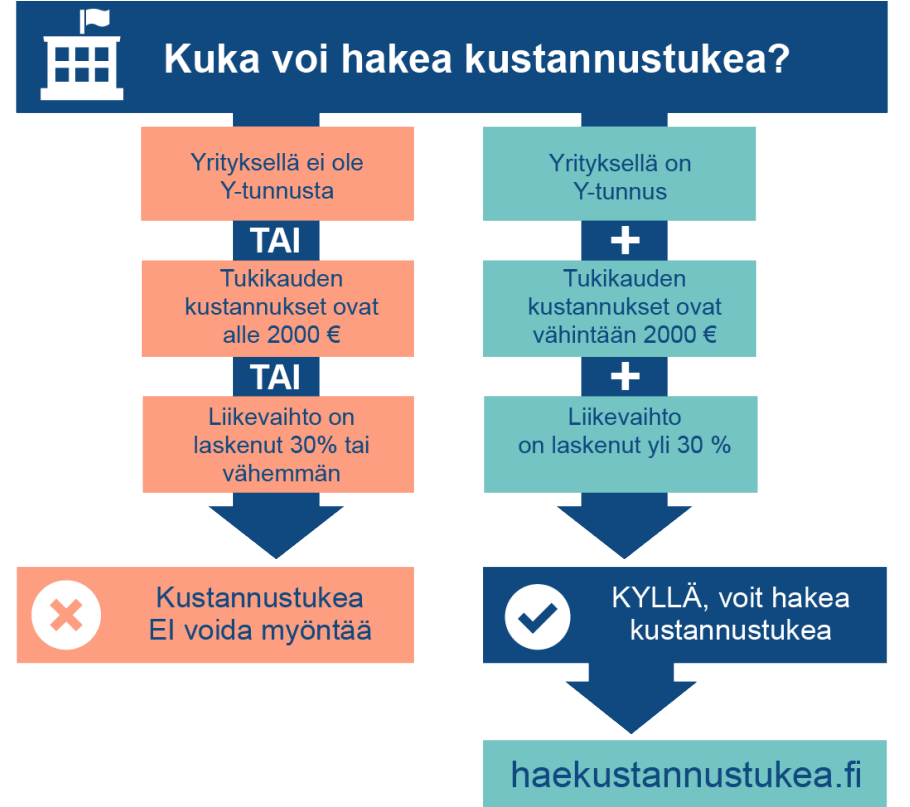 Kuka voi hakea kustannustukea?
Yrityksellä ei ole
Y-tunnusta
TAI
Tukikauden
kustannukset ovat
alle 2000 €
TAI
Liikevaihto on
laskenut 30% tai
vähemmän
Kustannustukea
EI voida myöntää
Yrityksellä on
Y-tunnus
+
Tukikauden
kustannukset ovat
vähintään 2000 €
+
Liikevaihto
on laskenut yli 30 %
KYLLÄ, voit hakea
kustannustukea
haekustannustukea.fi